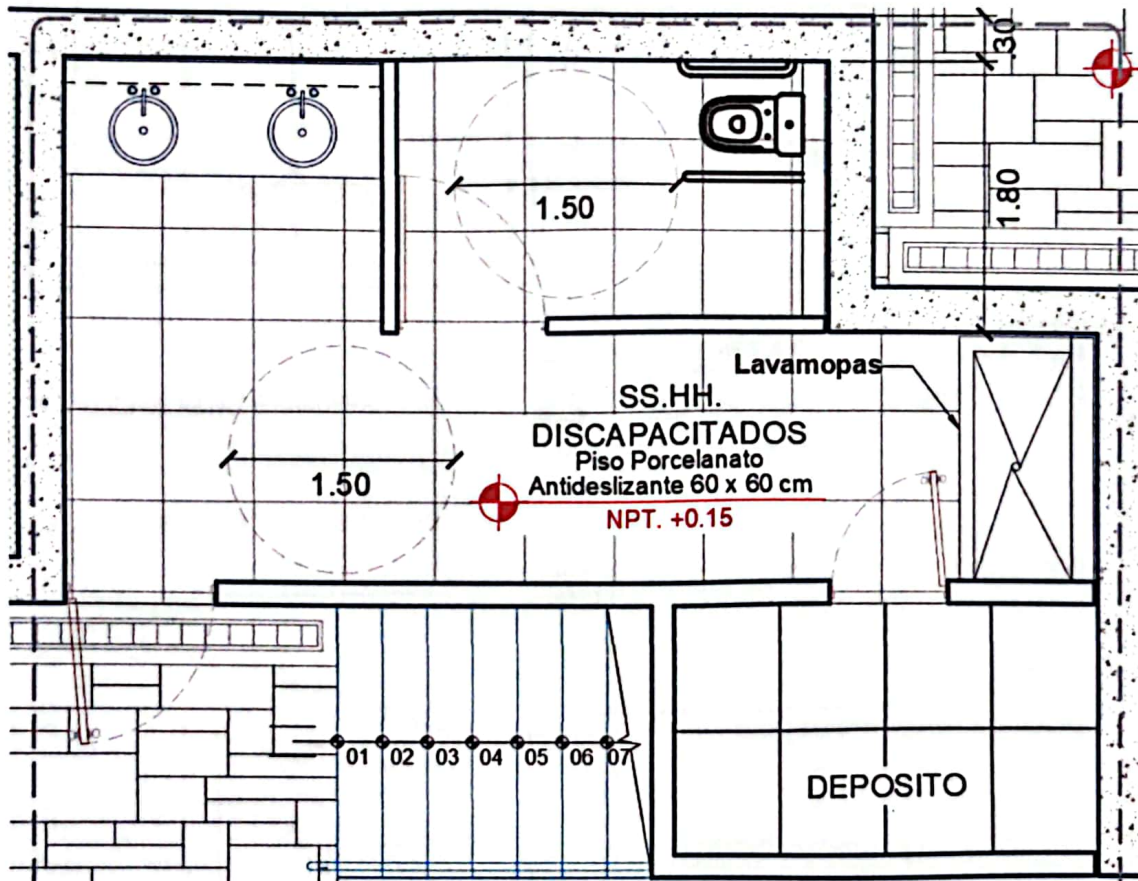 .30
1.80
1.50
Lavamopas
SS.HH.
DISCAPACITADOS
Piso Porcelanato
Antideslizante 60 x 60 cm
NPT. +0.15
1.50
01 02 03 04 05 06 07
DEPOSITO